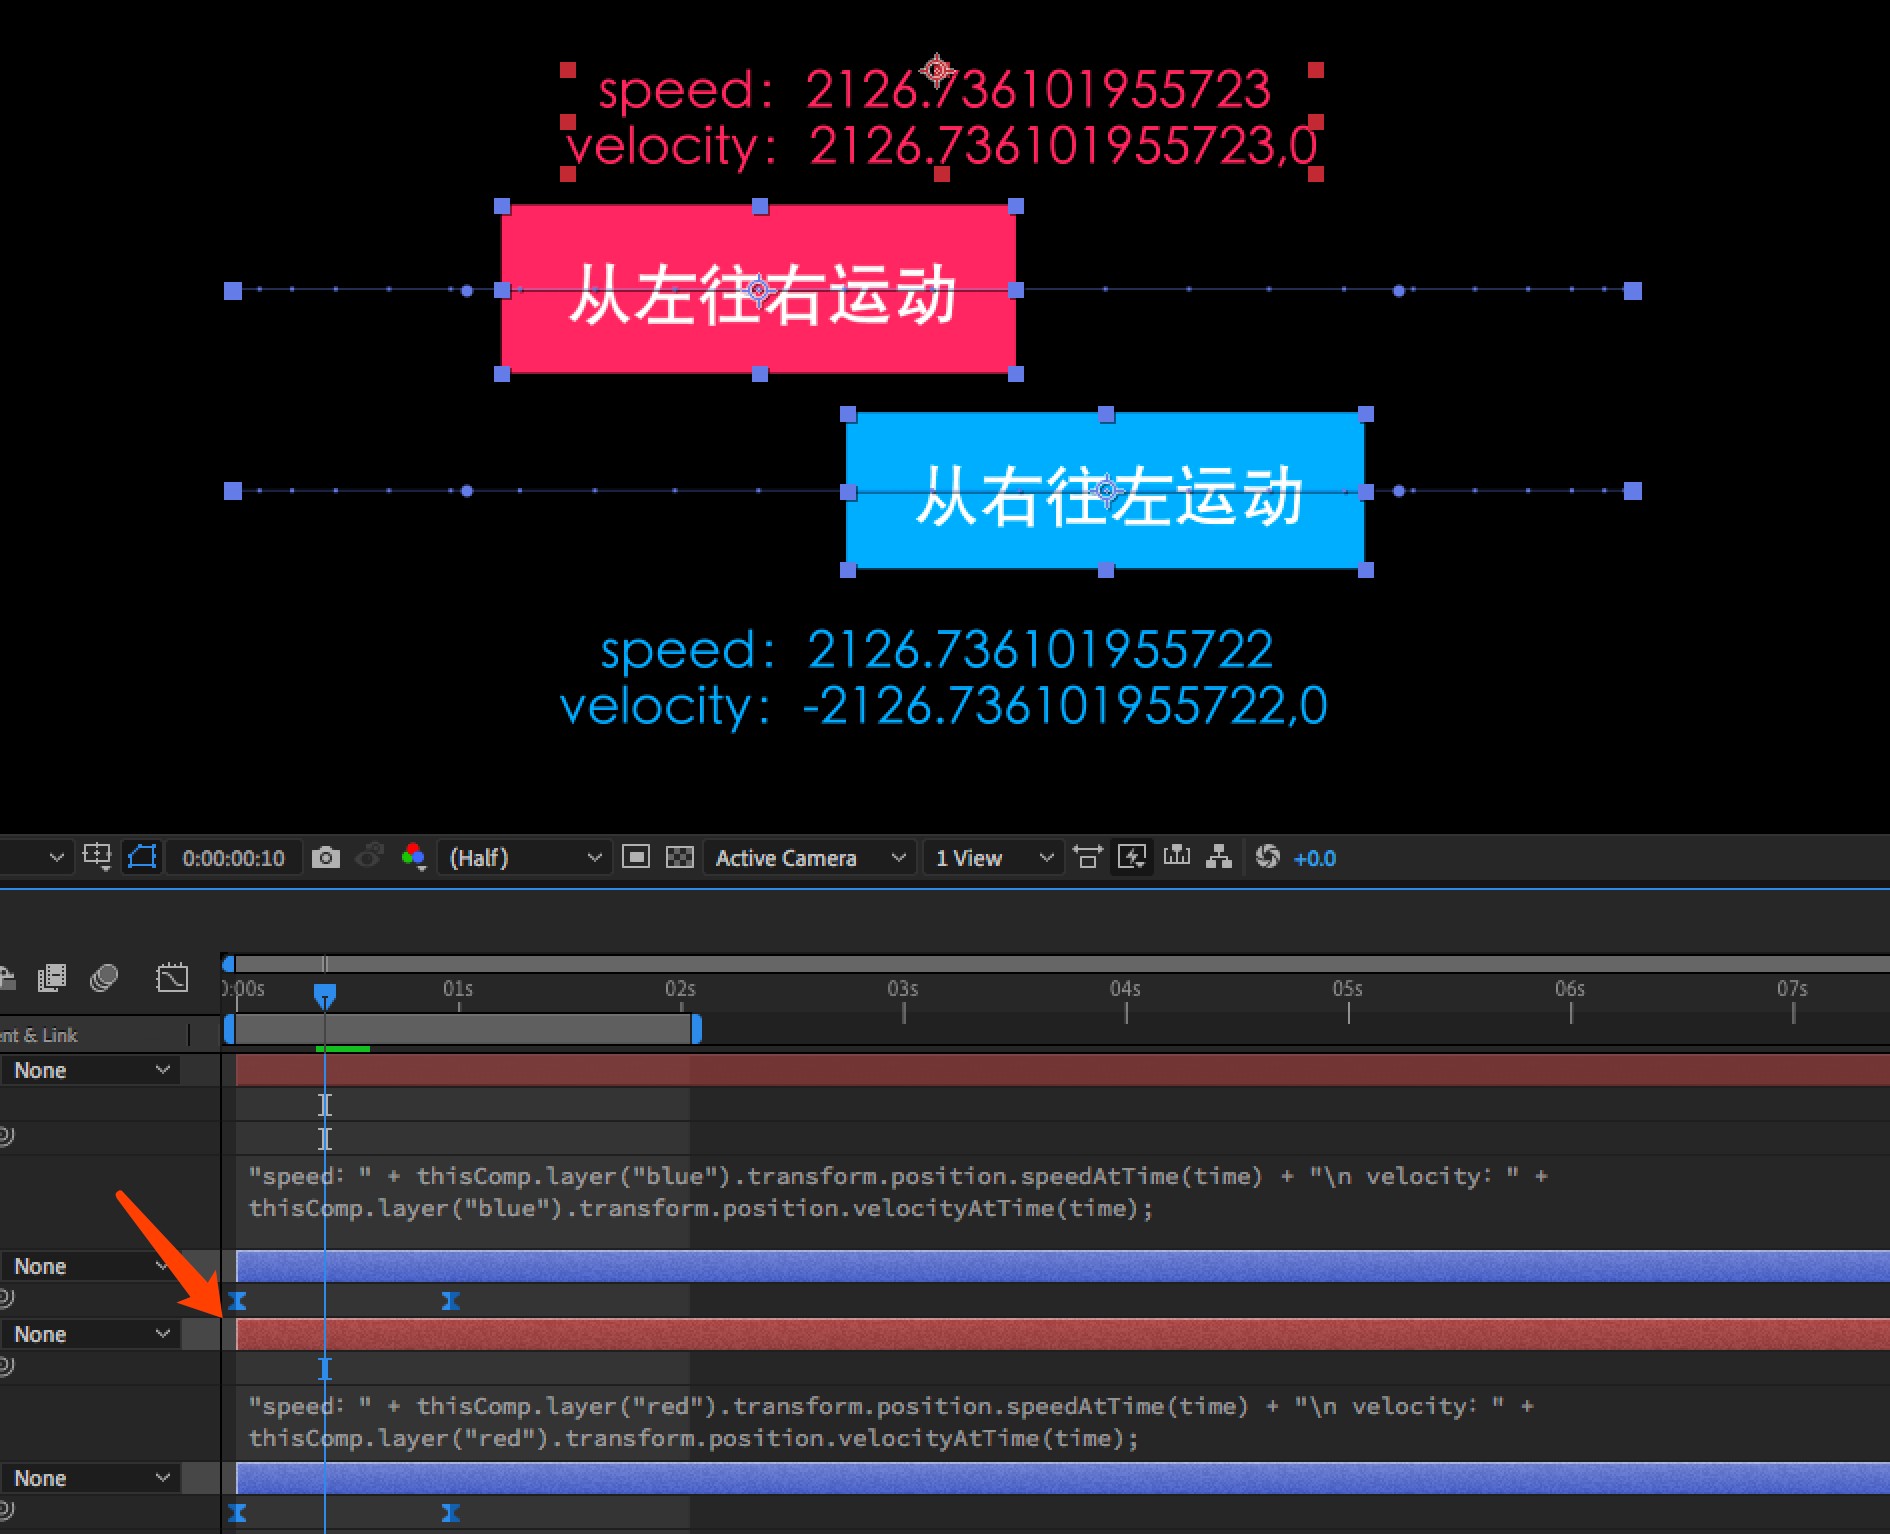 speed: 2126.736101955723
velocity: 2126.736101955723,0
从左往右运动
从右往左运动
speed: 2126.736101955722
velocity: -2126.736101955722,0
0:00:00:10
(Half)
Active Camera
1 View
+0.0
0:00s 01s 02s 03s 04s 05s 06s 07s
nt & Link
None
"speed: " + thisComp.layer("blue").transform.position.speedAtTime(time) + "\n velocity: " +
thisComp.layer("blue").transform.position.velocityAtTime(time);
None
None
"speed: " + thisComp.layer("red").transform.position.speedAtTime(time) + "\n velocity: " +
thisComp.layer("red").transform.position.velocityAtTime(time);
None